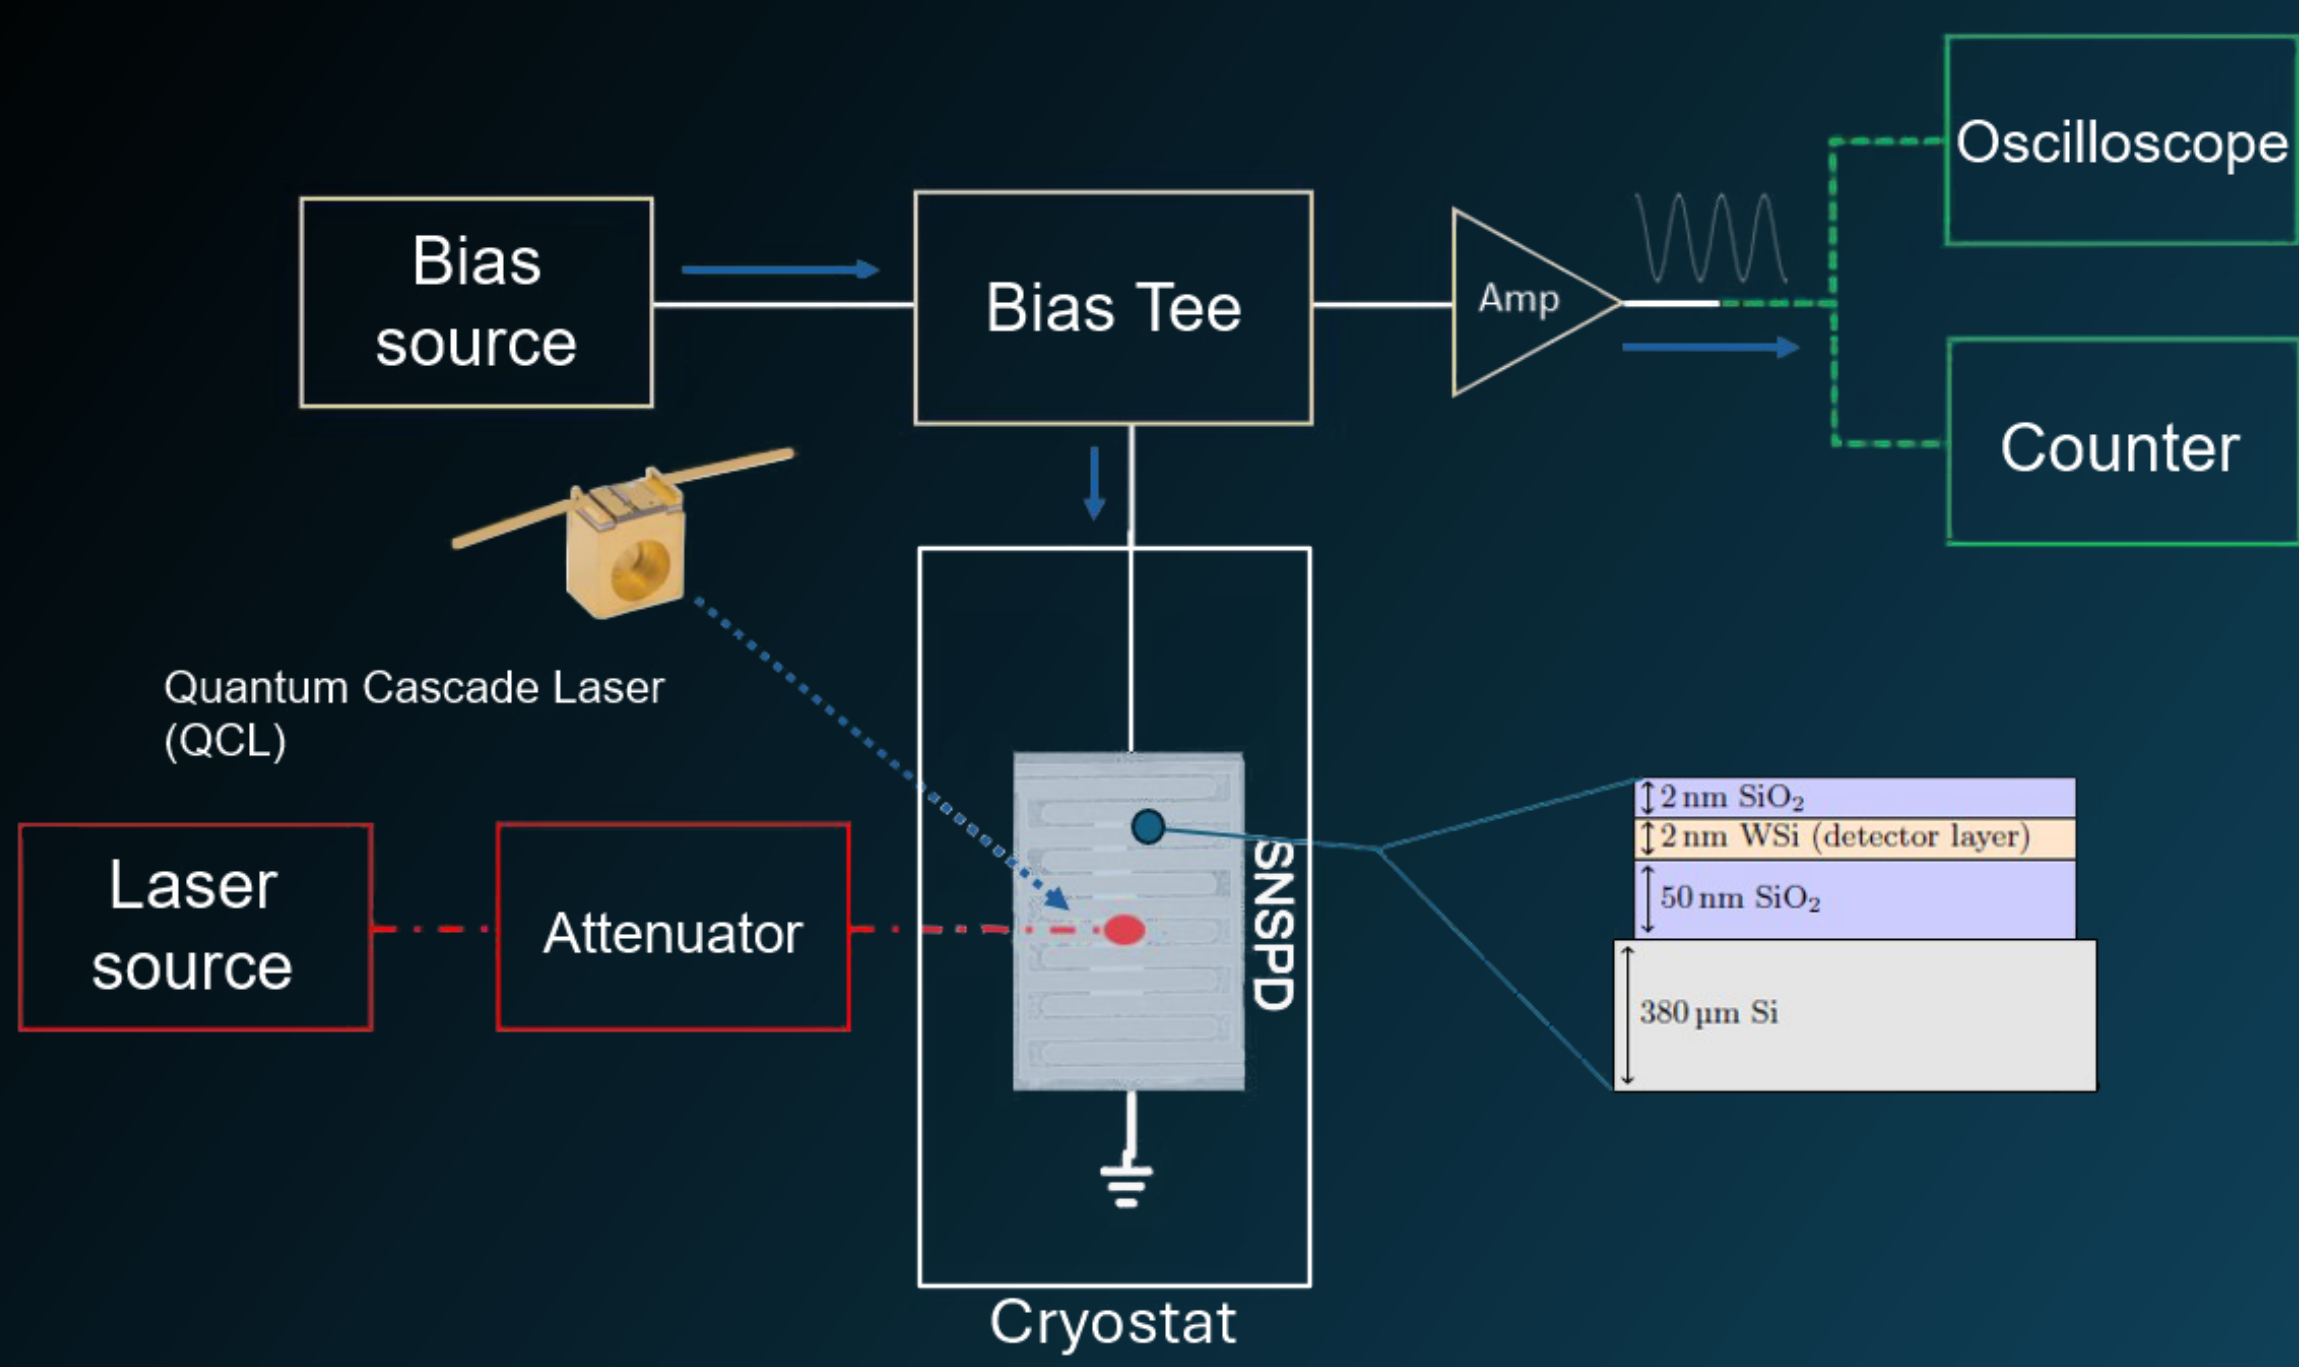 Oscilloscope
Bias
source
Bias Tee
Amp
Counter
Quantum Cascade Laser
(QCL)
2 nm SiO₂
2 nm WSi (detector layer)
50 nm SiO₂
380 µm Si
Laser
source
Attenuator
SNSPD
Cryostat